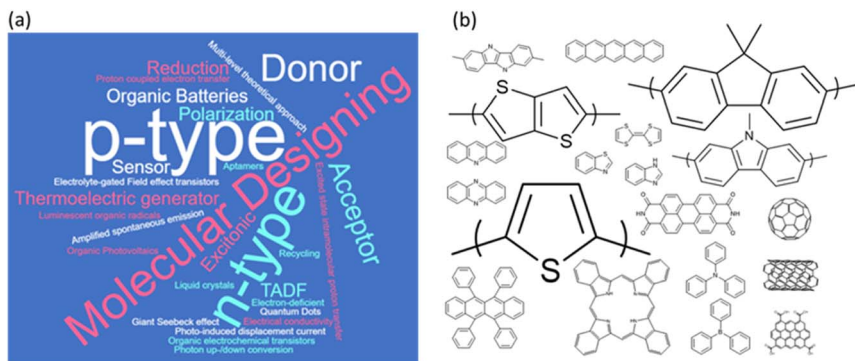 (a)
Multi-level theoretical approach
Reduction
Donor
Proton coupled electron transfer
Organic Batteries
Polarization
p-type
Molecular Designing
Sensor
Aptamers
Electrolyte-gated Field effect transistors
Acceptor
Thermoelectric generator
Excited state intramolecular proton transfer
Luminescent organic radicals
Amplified spontaneous emission
Excitonic
Organic Photovoltaics
n-type
Recycling
Liquid crystals
TADF
Electron-deficient
Quantum Dots
Giant Seebeck effect
Electrical conductivity
Photo-induced displacement current
Organic electrochemical transistors
Photon up-/down conversion
(b)
S
S
N
S